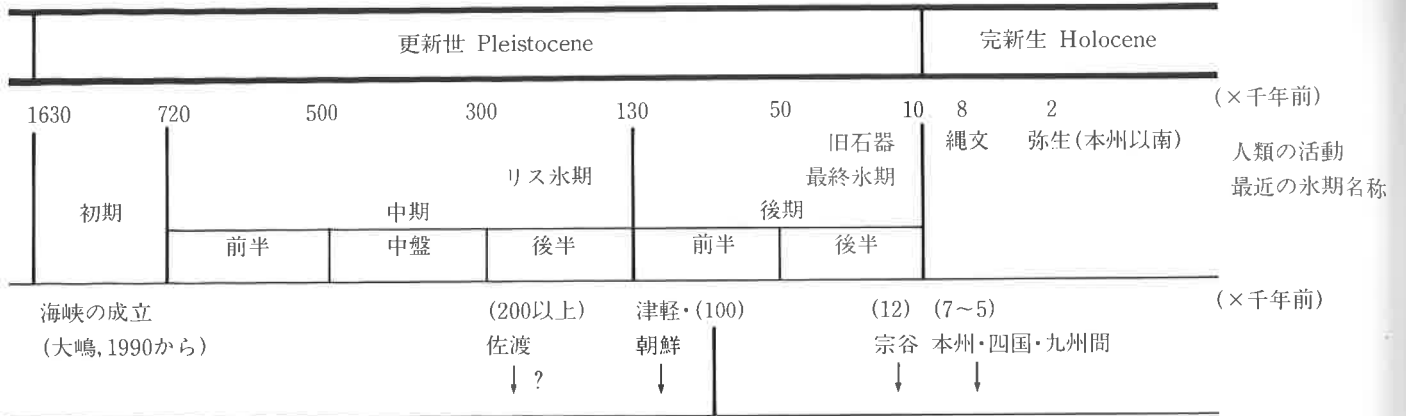 更新世 Pleistocene 完新生 Holocene
1630 720 500 300 130 50 10 8 2 (×千年前)
旧石器 縄文 弥生(本州以南) 人類の活動
リス氷期 最終氷期 最近の氷期名称
初期 中期 後期
前半 中盤 後半 前半 後半
海峡の成立 (200以上) 津軽・(100) (12) (7〜5) (×千年前)
(大嶋,1990から) 佐渡 朝鮮 宗谷 本州・四国・九州間
↓ ? ↓ ↓ ↓